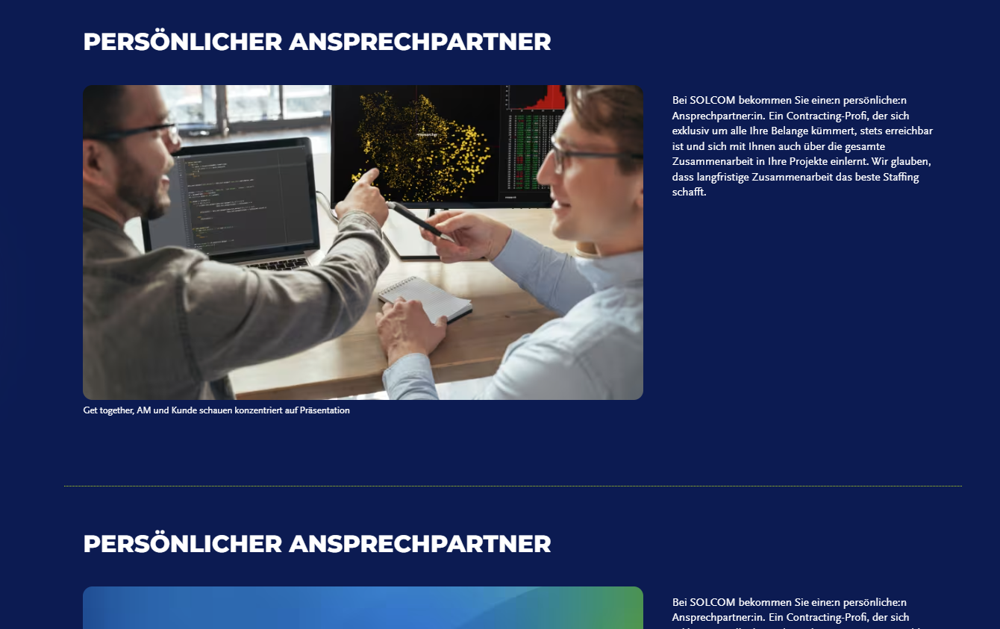 PERSÖNLICHER ANSPRECHPARTNER
Bei SOLCOM bekommen Sie eine:n persönliche:n
Ansprechpartner:in. Ein Contracting-Profi, der sich
exklusiv um alle Ihre Belange kümmert, stets erreichbar
ist und sich mit Ihnen auch über die gesamte
Zusammenarbeit in Ihre Projekte einlernt. Wir glauben,
dass langfristige Zusammenarbeit das beste Staffing
schafft.
Get together, AM und Kunde schauen konzentriert auf Präsentation
PERSÖNLICHER ANSPRECHPARTNER
Bei SOLCOM bekommen Sie eine:n persönliche:n
Ansprechpartner:in. Ein Contracting-Profi, der sich